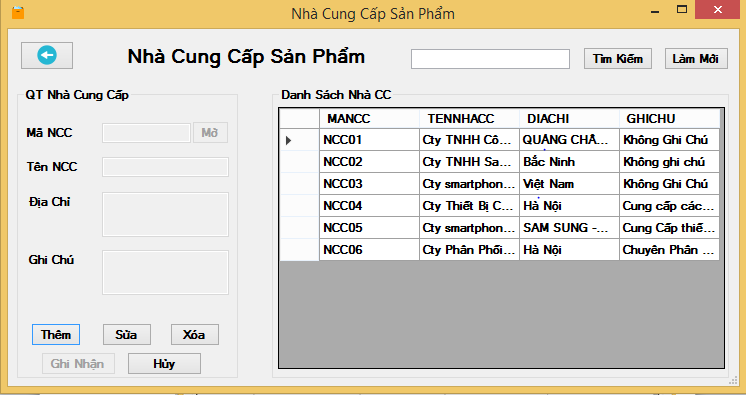 Nhà Cung Cấp Sản Phẩm
Nhà Cung Cấp Sản Phẩm
Tìm Kiếm
Làm Mới
QT Nhà Cung Cấp
Mã NCC
Mở
Tên NCC
Địa Chỉ
Ghi Chú
Thêm
Sửa
Xóa
Ghi Nhận
Hủy
Danh Sách Nhà CC
MANCC TENNHACC DIACHI GHICHU
NCC01 Cty TNHH Cô... QUẢNG CHÂ... Không Ghi Chú
NCC02 Cty TNHH Sa... Bắc Ninh Không ghi chú
NCC03 Cty smartphon... Việt Nam Không Ghi Chú
NCC04 Cty Thiết Bị C... Hà Nội Cung cấp các...
NCC05 Cty smartphon... SAM SUNG -... Cung Cấp thiế...
NCC06 Cty Phân Phối... Hà Nội Chuyên Phân ...